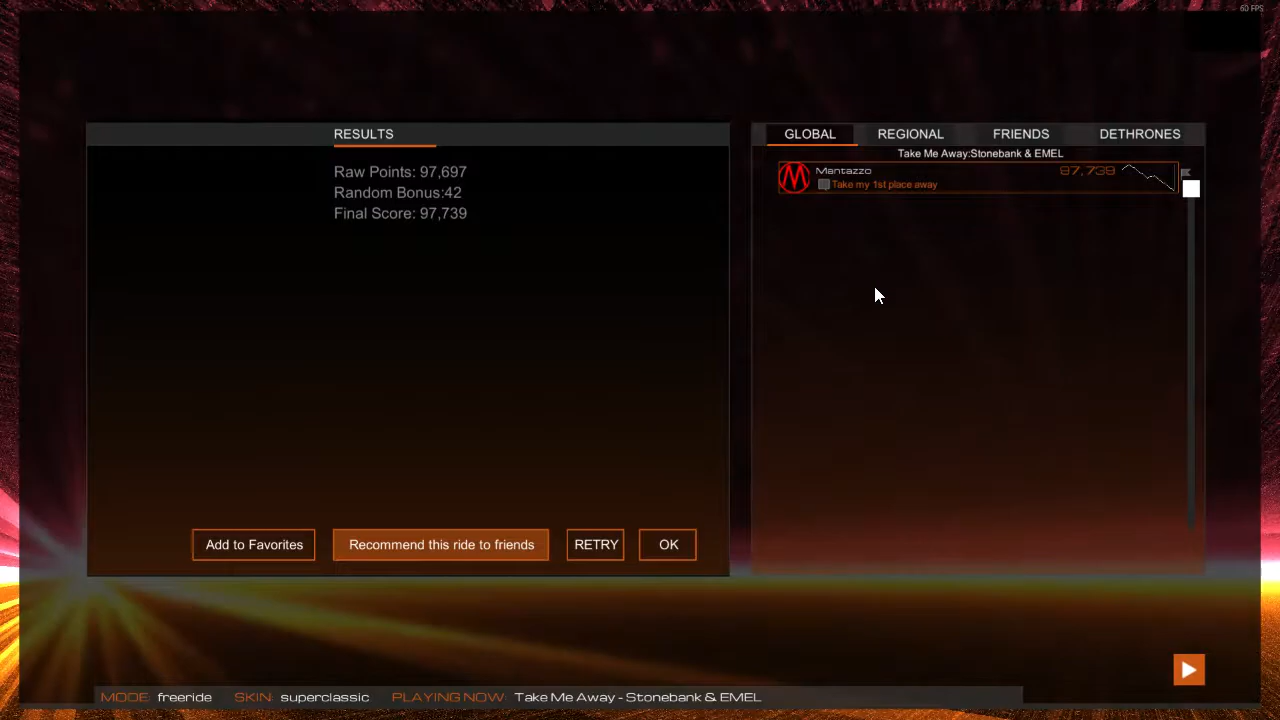 60 FPS
RESULTS
Raw Points: 97,697
Random Bonus:42
Final Score: 97,739
Add to Favorites
Recommend this ride to friends
RETRY
OK
GLOBAL REGIONAL FRIENDS DETHRONES
Take Me Away:Stonebank & EMEL
Mantazzo 97,739
Take my 1st place away
MODE: freeride SKIN: superclassic PLAYING NOW: Take Me Away - Stonebank & EMEL